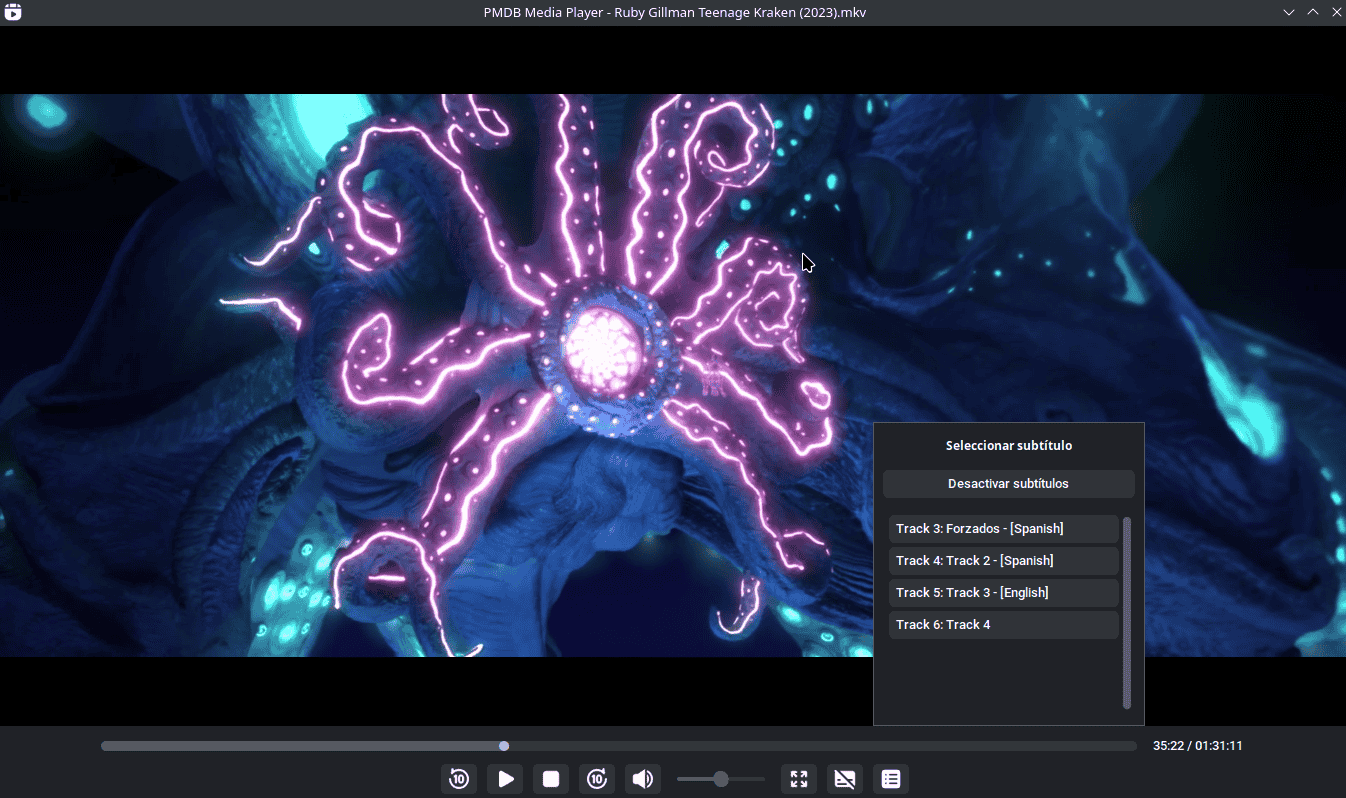 PMDB Media Player - Ruby Gillman Teenage Kraken (2023).mkv
Seleccionar subtítulo
Desactivar subtítulos
Track 3: Forzados - [Spanish]
Track 4: Track 2 - [Spanish]
Track 5: Track 3 - [English]
Track 6: Track 4
35:22 / 01:31:11
10
10